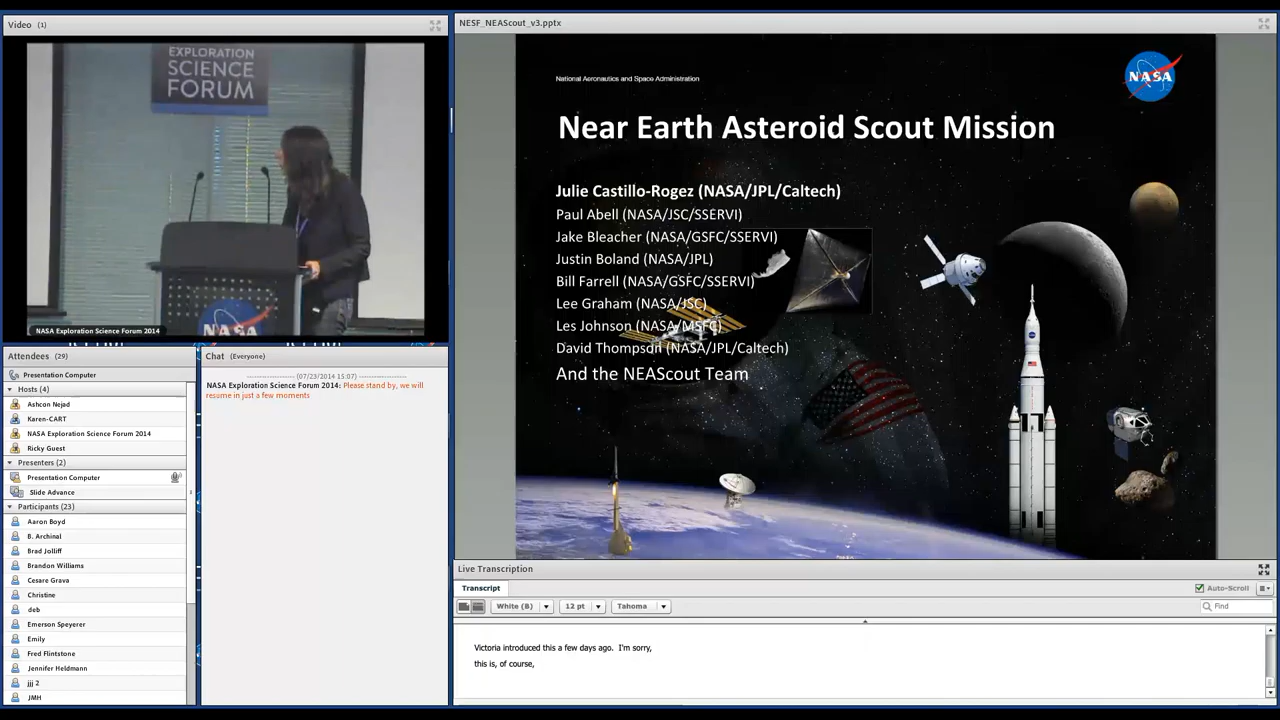 Video (1)
EXPLORATION
SCIENCE
FORUM
NASA
NASA Exploration Science Forum 2014
Attendees (29)
Presentation Computer
Hosts (4)
Ashcon Nejad
Karen-CART
NASA Exploration Science Forum 2014
Ricky Guest
Presenters (2)
Presentation Computer
Slide Advance
Participants (23)
Aaron Boyd
B. Archinal
Brad Jolliff
Brandon Williams
Cesare Grava
Christine
deb
Emerson Speyerer
Emily
Fred Flintstone
Jennifer Heldmann
jjj 2
JMH
Chat (Everyone)
(07/23/2014 15:07)
NASA Exploration Science Forum 2014: Please stand by, we will
resume in just a few moments
NESF_NEAScout_v3.pptx
National Aeronautics and Space Administration
NASA
Near Earth Asteroid Scout Mission
Julie Castillo-Rogez (NASA/JPL/Caltech)
Paul Abell (NASA/JSC/SSERVI)
Jake Bleacher (NASA/GSFC/SSERVI)
Justin Boland (NASA/JPL)
Bill Farrell (NASA/GSFC/SSERVI)
Lee Graham (NASA/JSC)
Les Johnson (NASA/MSFC)
David Thompson (NASA/JPL/Caltech)
And the NEAScout Team
Live Transcription
Transcript
Auto-Scroll
White (B)
12 pt
Tahoma
Find
Victoria introduced this a few days ago. I'm sorry,
this is, of course,